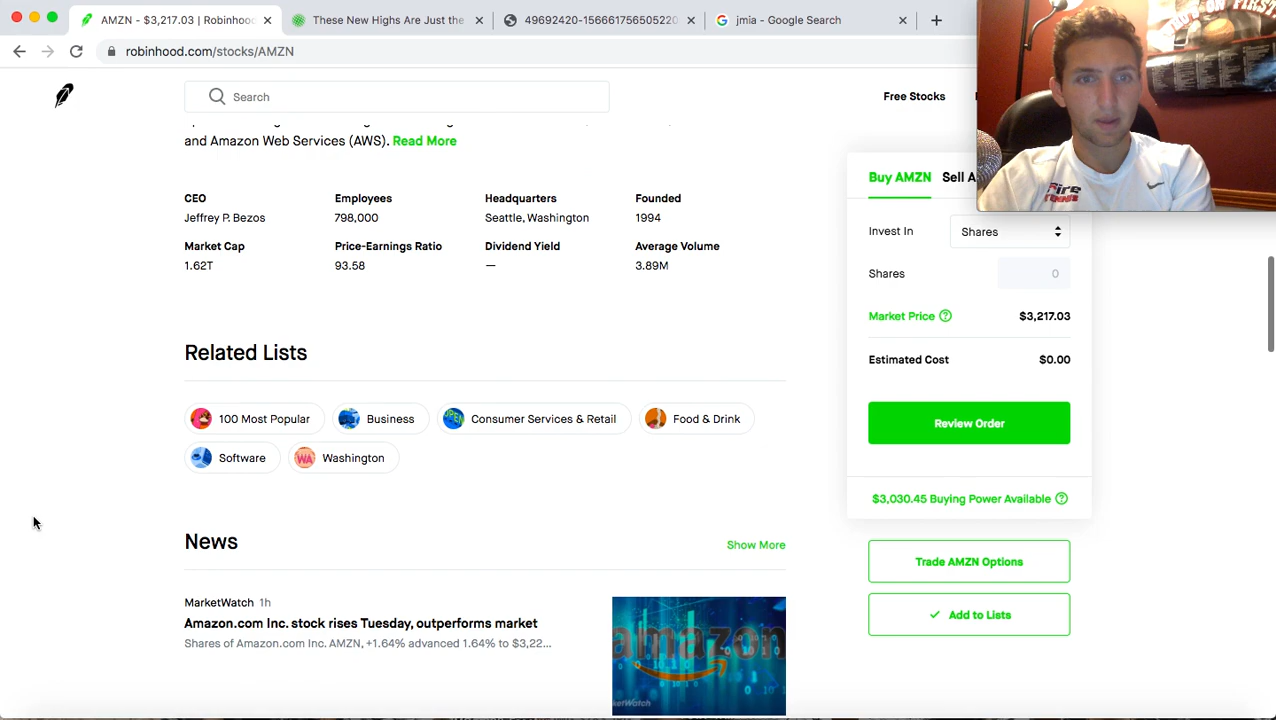 AMZN - $3,217.03 | Robinhood
These New Highs Are Just the
49692420-156661756505220
jmia - Google Search
robinhood.com/stocks/AMZN
Search
Free Stocks
and Amazon Web Services (AWS). Read More
Buy AMZN
Sell A
CEO
Employees
Headquarters
Founded
Jeffrey P. Bezos
798,000
Seattle, Washington
1994
Market Cap
Price-Earnings Ratio
Dividend Yield
Average Volume
1.62T
93.58
—
3.89M
Invest In
Shares
Shares
0
Market Price
$3,217.03
Estimated Cost
$0.00
Review Order
$3,030.45 Buying Power Available
Trade AMZN Options
Add to Lists
Related Lists
100 Most Popular
Business
Consumer Services & Retail
Food & Drink
Software
WA
Washington
News
Show More
MarketWatch 1h
Amazon.com Inc. stock rises Tuesday, outperforms market
Shares of Amazon.com Inc. AMZN, +1.64% advanced 1.64% to $3,22...
amazon